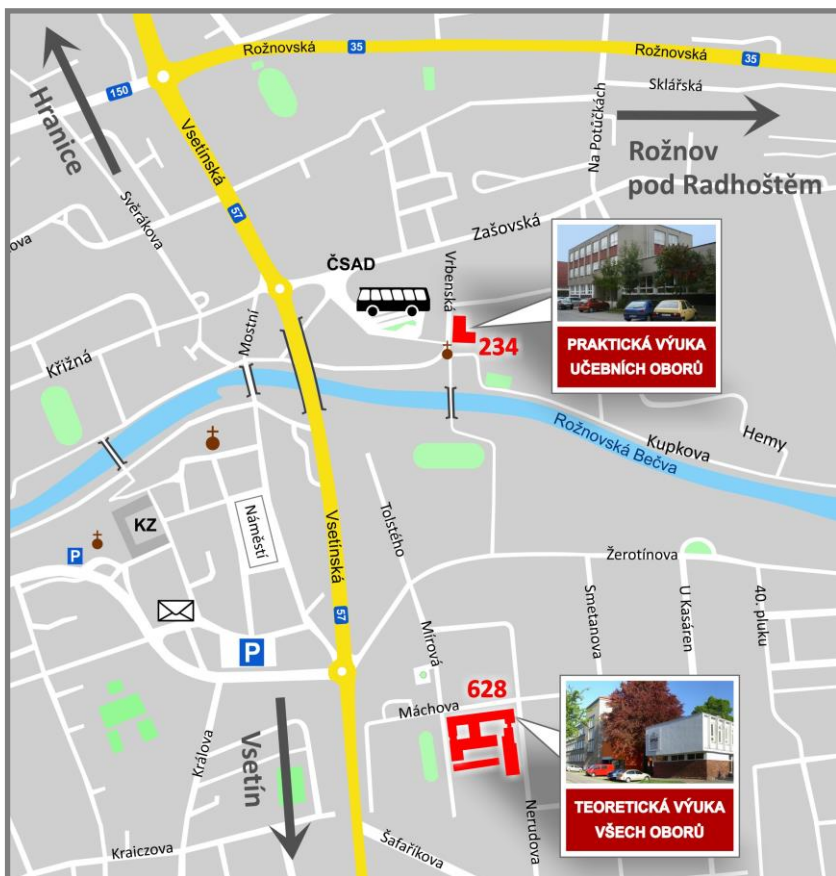 Rožnovská
35
Rožnovská
35
150
Sklářská
Hranice
Na Potůčkách
Vsetínská
Rožnov
pod Radhoštěm
Svěrákova
57
Zašovská
ova
ČSAD
Vrbenská
Mostní
234
PRAKTICKÁ VÝUKA
UČEBNÍCH OBORŮ
Křižná
Hemy
Kupkova
Rožnovská Bečva
KZ
Náměstí
Tolstého
Vsetínská
P
Žerotínova
57
Smetanova
U Kasáren
40. pluku
Mírová
P
628
Máchova
Králova
Vsetín
Nerudova
TEORETICKÁ VÝUKA
VŠECH OBORŮ
Kraiczova
Šafaříkova